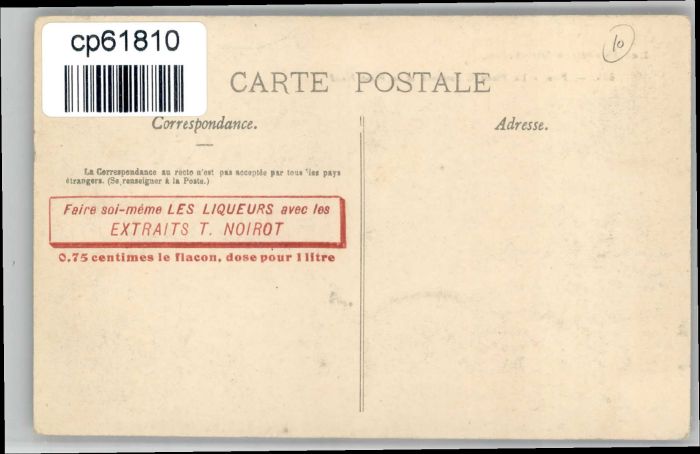 cp61810
10
CARTE POSTALE
Correspondance.
Adresse.
La Correspondance au recto n'est pas acceptée par tous les pays
étrangers. (Se renseigner à la Poste.)
Faire soi-même LES LIQUEURS avec les
EXTRAITS T. NOIROT
0,75 centimes le flacon, dose pour 1 litre